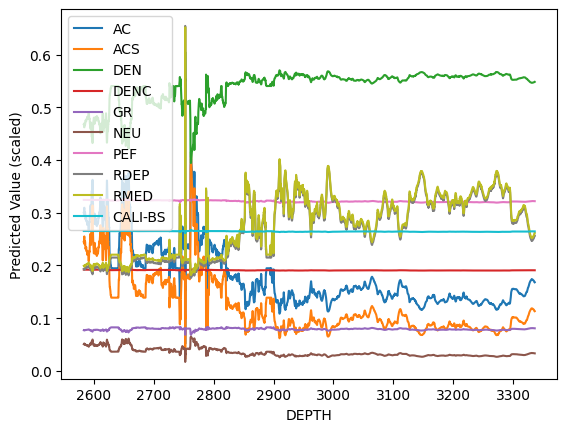 Predicted Value (scaled)
0.6
0.5
0.4
0.3
0.2
0.1
0.0
AC
ACS
DEN
DENC
GR
NEU
PEF
RDEP
RMED
CALI-BS
2600 2700 2800 2900 3000 3100 3200 3300
DEPTH